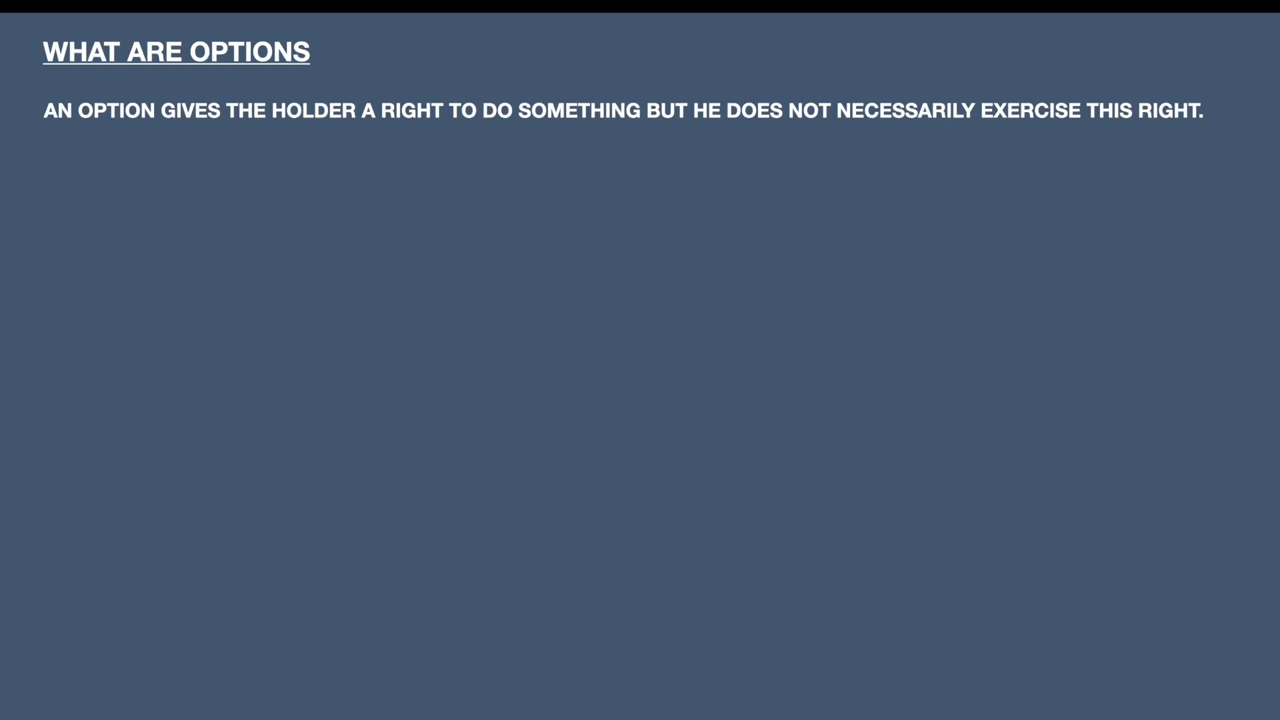 WHAT ARE OPTIONS
AN OPTION GIVES THE HOLDER A RIGHT TO DO SOMETHING BUT HE DOES NOT NECESSARILY EXERCISE THIS RIGHT.